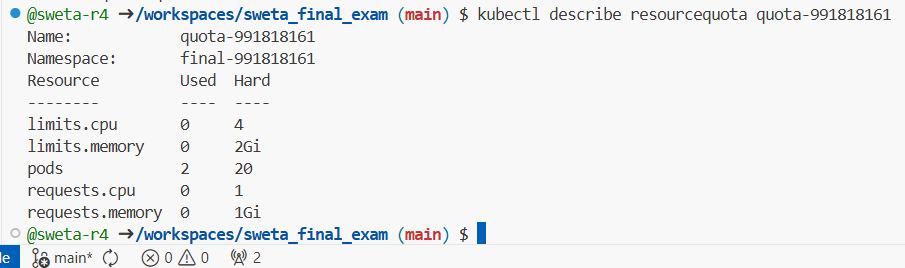 @sweta-r4 ➜/workspaces/sweta_final_exam (main) $ kubectl describe resourcequota quota-991818161
Name: quota-991818161
Namespace: final-991818161
Resource Used Hard
-------- ---- ----
limits.cpu 0 4
limits.memory 0 2Gi
pods 2 20
requests.cpu 0 1
requests.memory 0 1Gi
@sweta-r4 ➜/workspaces/sweta_final_exam (main) $
main* 0 0 2